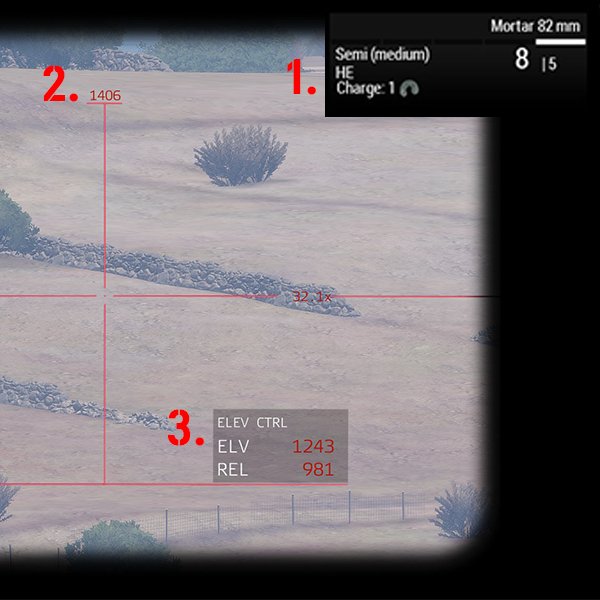 Mortar 82 mm
Semi (medium)
8 | 5
HE
Charge: 1
1.
2.
1406
32.1x
3.
ELEV CTRL
ELV 1243
REL 981